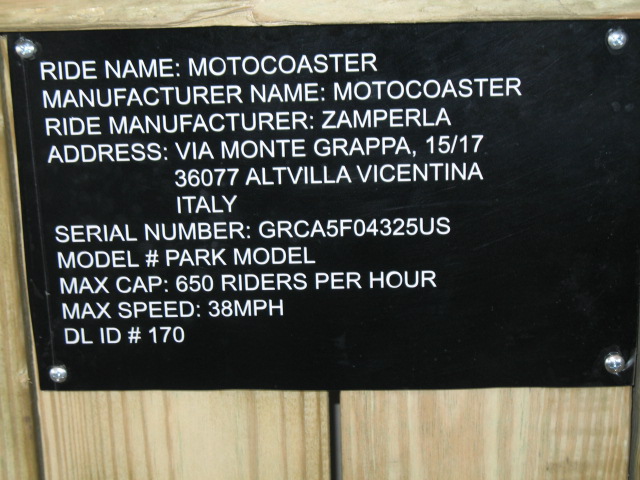 RIDE NAME: MOTOCOASTER
MANUFACTURER NAME: MOTOCOASTER
RIDE MANUFACTURER: ZAMPERLA
ADDRESS: VIA MONTE GRAPPA, 15/17
36077 ALTVILLA VICENTINA
ITALY
SERIAL NUMBER: GRCA5F04325US
MODEL # PARK MODEL
MAX CAP: 650 RIDERS PER HOUR
MAX SPEED: 38MPH
DL ID # 170